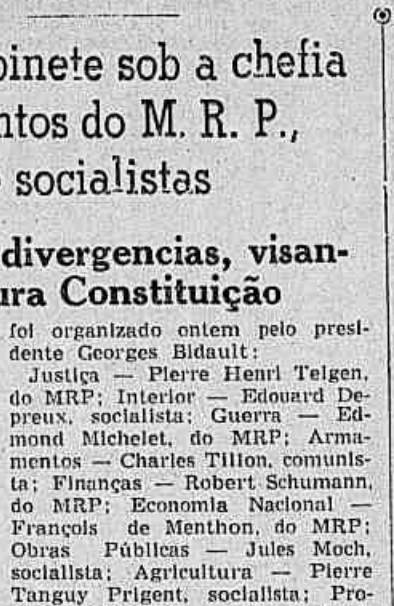 binete sob a chefia
ntos do M. R. P.,
socialistas
divergencias, visan-
ura Constituição
foi organizado ontem pelo presi-
dente Georges Bidault:
Justiça — Pierre Henri Teigen,
do MRP; Interior — Edouard De-
preux, socialista; Guerra — Ed-
mond Michelet, do MRP; Arma-
mentos — Charles Tillon, comunis-
ta; Finanças — Robert Schumann,
do MRP; Economia Nacional —
François de Menthon, do MRP;
Obras Públicas — Jules Moch,
socialista; Agricultura — Pierre
Tanguy Prigent, socialista; Pro-